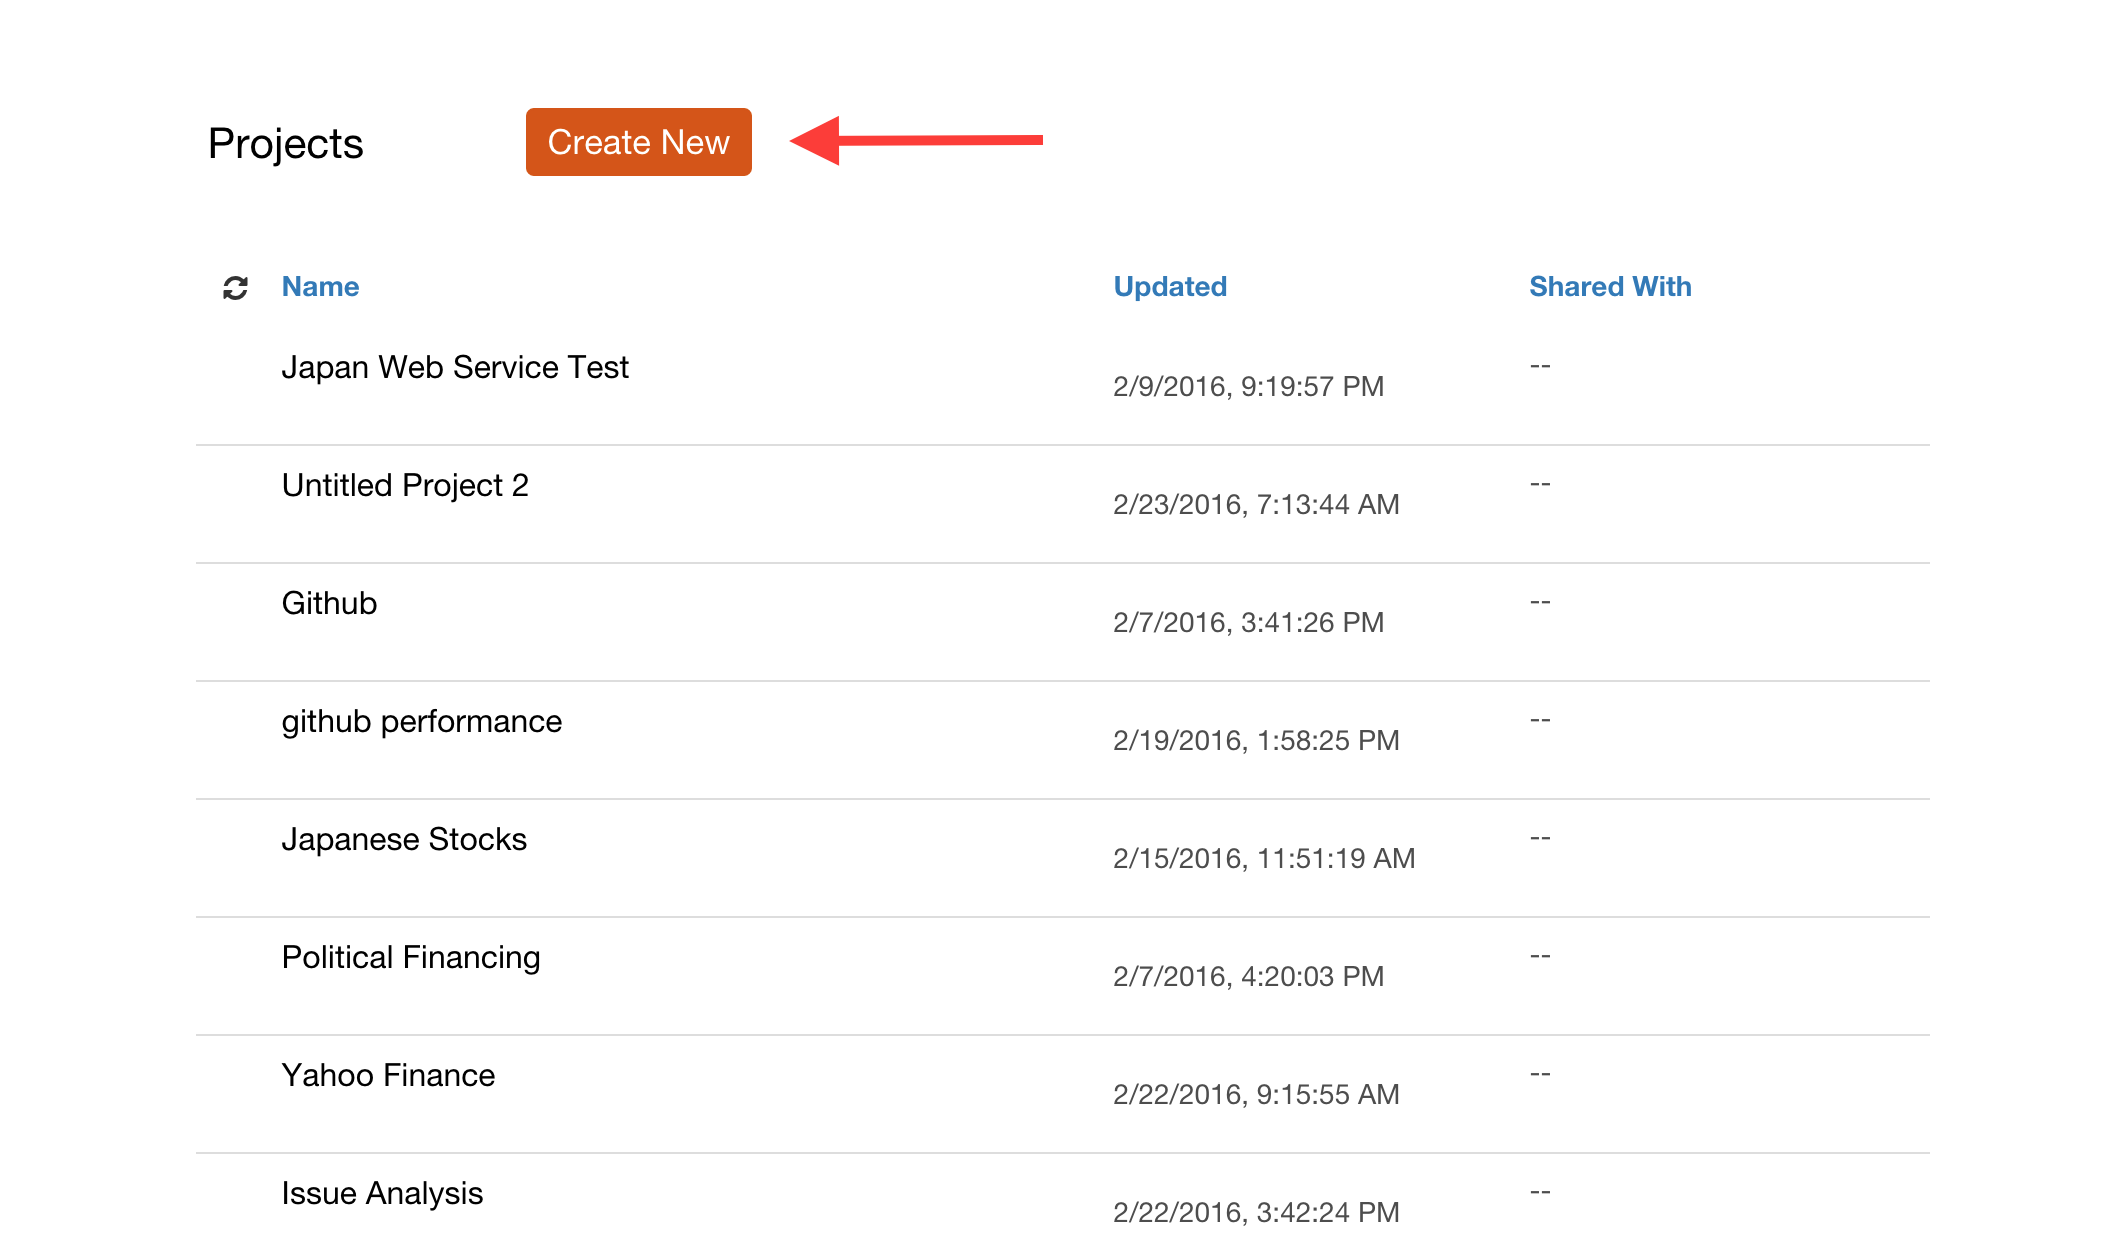 Projects Create New
Name Updated Shared With
Japan Web Service Test 2/9/2016, 9:19:57 PM --
Untitled Project 2 2/23/2016, 7:13:44 AM --
Github 2/7/2016, 3:41:26 PM --
github performance 2/19/2016, 1:58:25 PM --
Japanese Stocks 2/15/2016, 11:51:19 AM --
Political Financing 2/7/2016, 4:20:03 PM --
Yahoo Finance 2/22/2016, 9:15:55 AM --
Issue Analysis 2/22/2016, 3:42:24 PM --